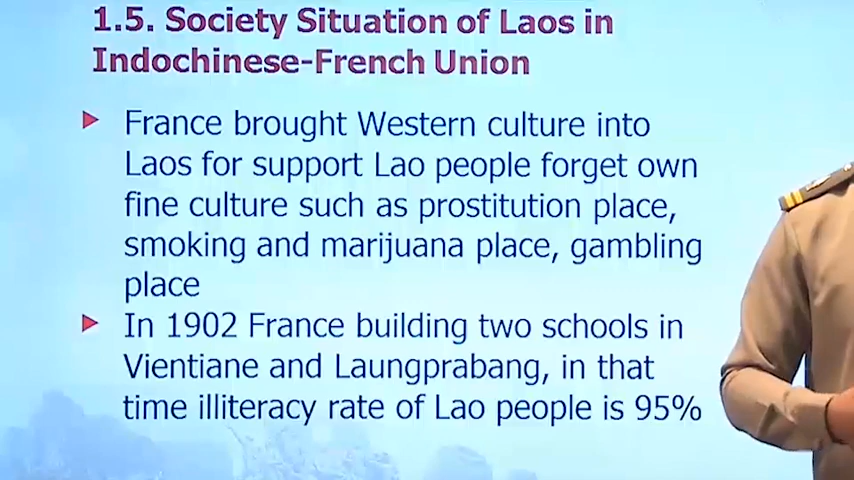 1.5. Society Situation of Laos in
Indochinese-French Union
France brought Western culture into
Laos for support Lao people forget own
fine culture such as prostitution place,
smoking and marijuana place, gambling
place
In 1902 France building two schools in
Vientiane and Laungprabang, in that
time illiteracy rate of Lao people is 95%